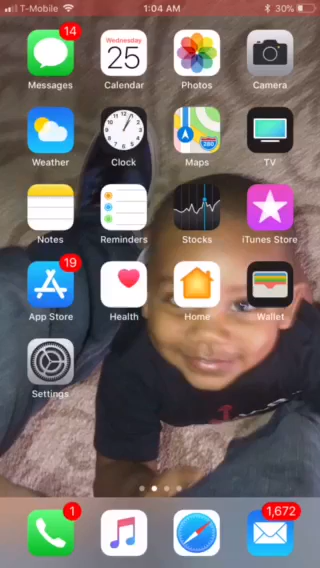 T-Mobile 1:04 AM 30%
14
Wednesday
25
280
Messages Calendar Photos Camera
Weather Clock Maps TV
Notes Reminders Stocks iTunes Store
19
App Store Health Home Wallet
Settings
1 1,672